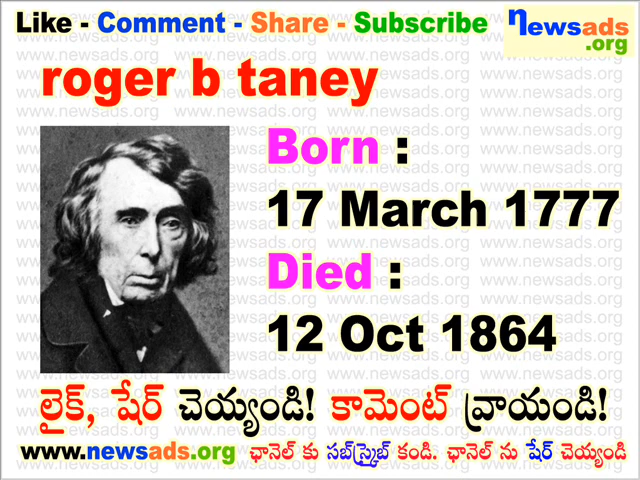 Like - Comment - Share - Subscribe
newsads
.org
roger b taney
Born :
17 March 1777
Died :
12 Oct 1864
లైక్, షేర్ చెయ్యండి! కామెంట్ వ్రాయండి!
www.newsads.org ఛానెల్ కు సబ్‌స్క్రైబ్ కండి. ఛానెల్ ను షేర్ చెయ్యండి